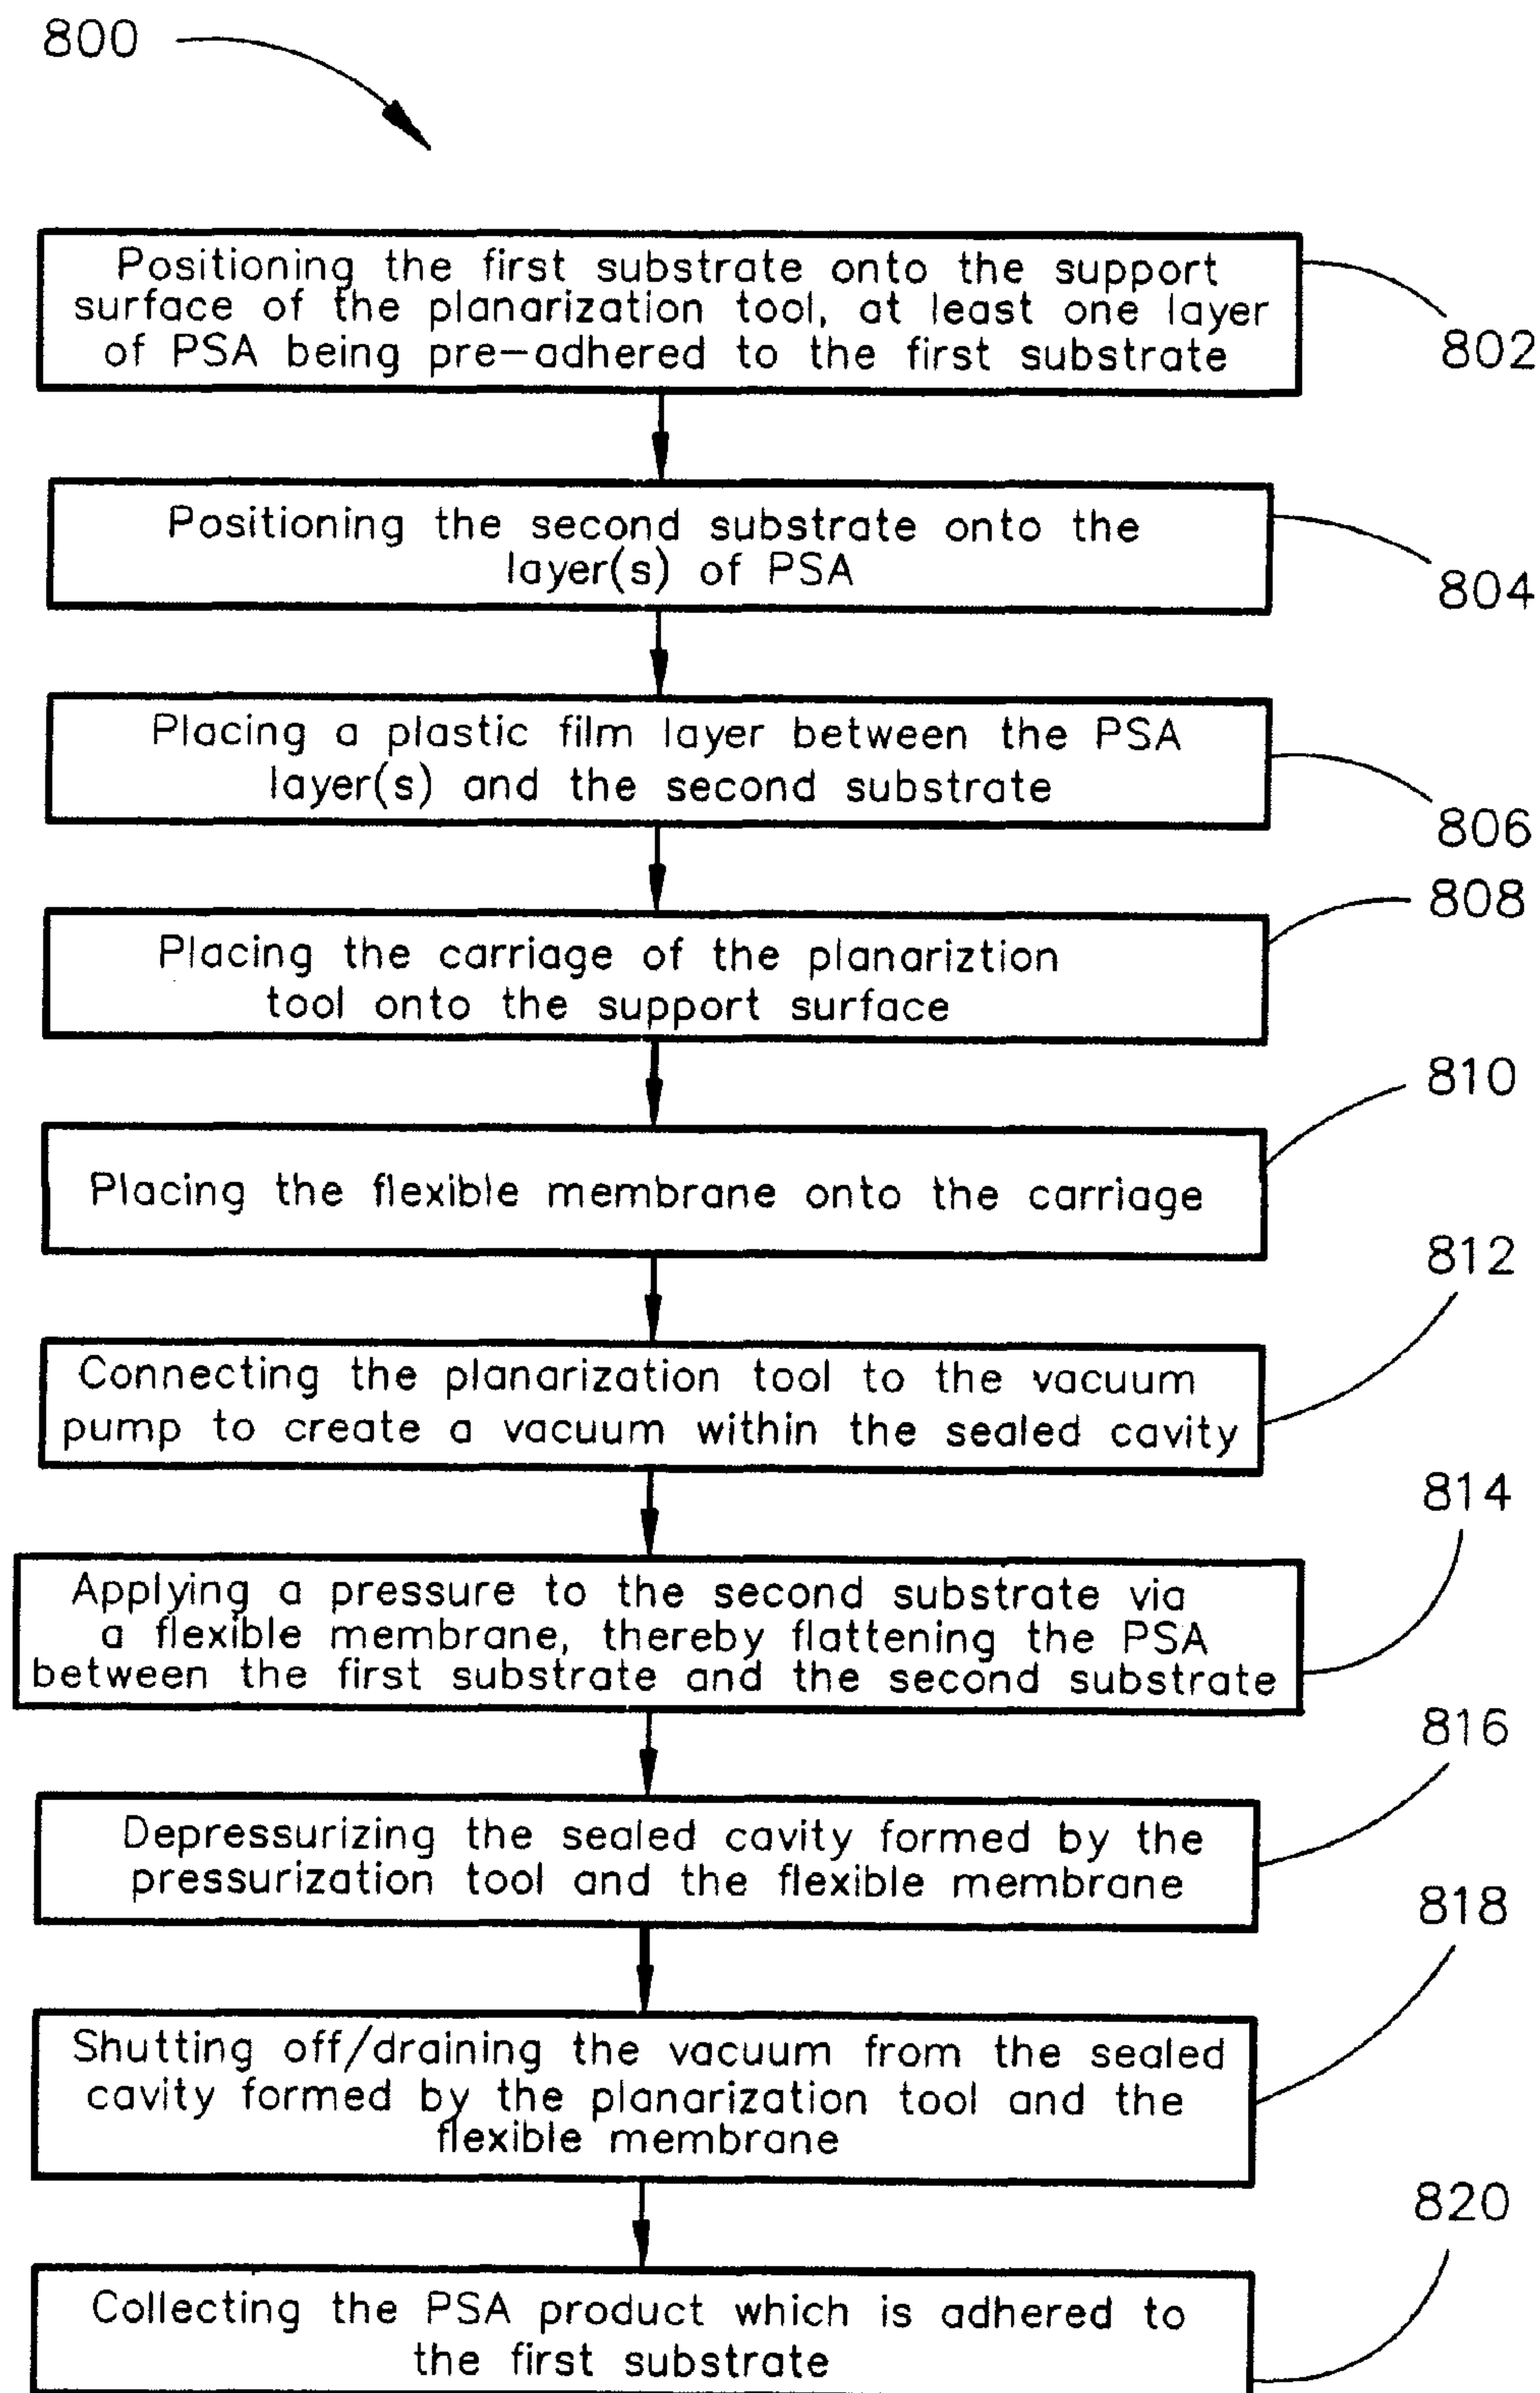 800
Positioning the first substrate onto the support
surface of the planarization tool, at least one layer
of PSA being pre-adhered to the first substrate
802
Positioning the second substrate onto the
layer(s) of PSA
804
Placing a plastic film layer between the PSA
layer(s) and the second substrate
806
808
Placing the carriage of the planariztion
tool onto the support surface
810
Placing the flexible membrane onto the carriage
812
Connecting the planarization tool to the vacuum
pump to create a vacuum within the sealed cavity
814
Applying a pressure to the second substrate via
a flexible membrane, thereby flattening the PSA
between the first substrate and the second substrate
816
Depressurizing the sealed cavity formed by the
pressurization tool and the flexible membrane
818
Shutting off/draining the vacuum from the sealed
cavity formed by the planarization tool and the
flexible membrane
820
Collecting the PSA product which is adhered to
the first substrate